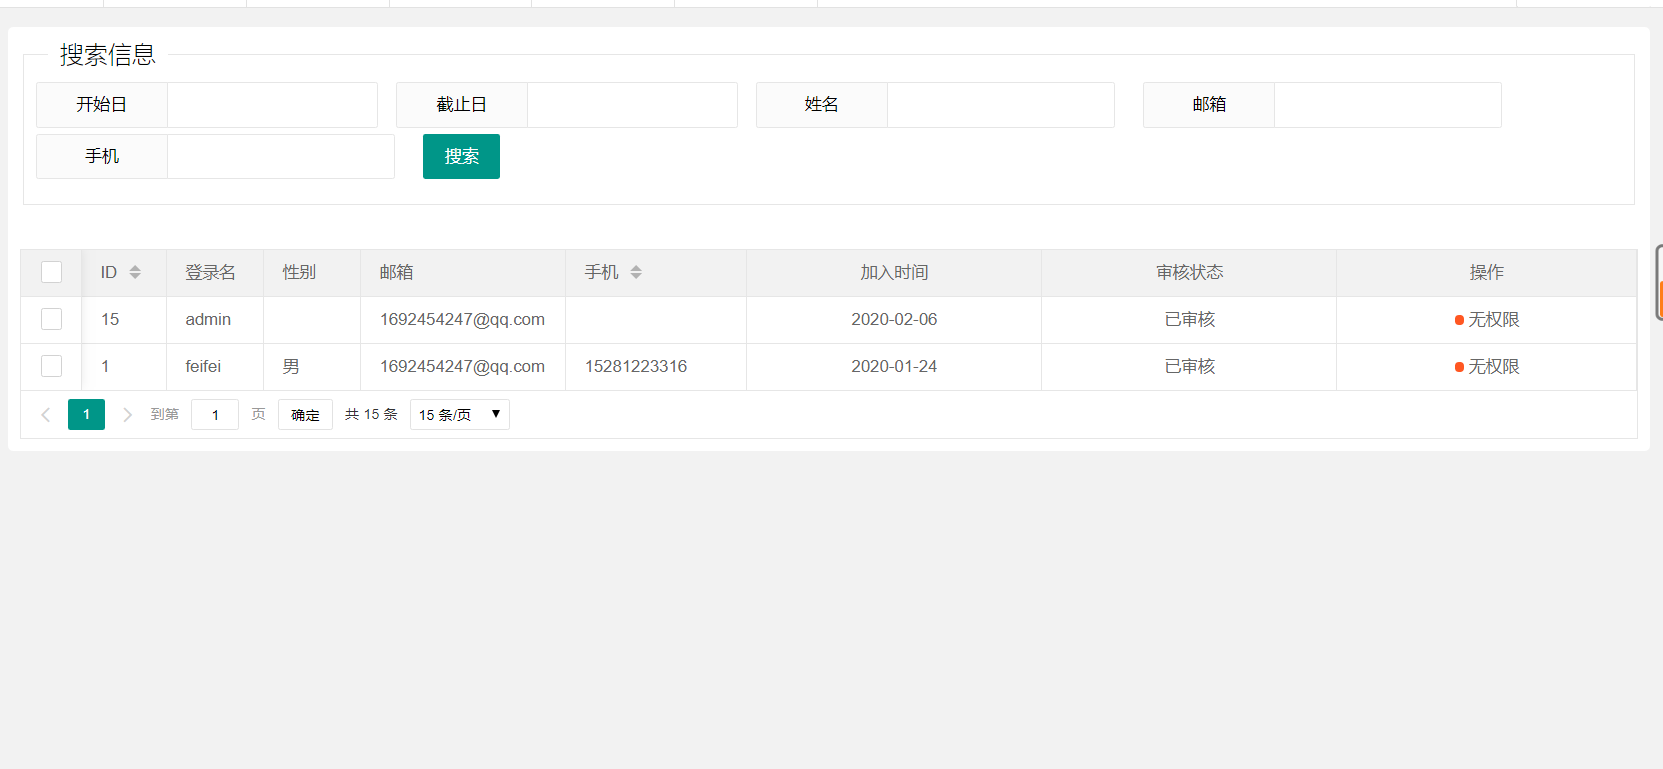 搜索信息
开始日 截止日 姓名 邮箱
手机 搜索
ID 登录名 性别 邮箱 手机 加入时间 审核状态 操作
15 admin 1692454247@qq.com 2020-02-06 已审核 无权限
1 feifei 男 1692454247@qq.com 15281223316 2020-01-24 已审核 无权限
1 到第 1 页 确定 共 15 条 15 条/页